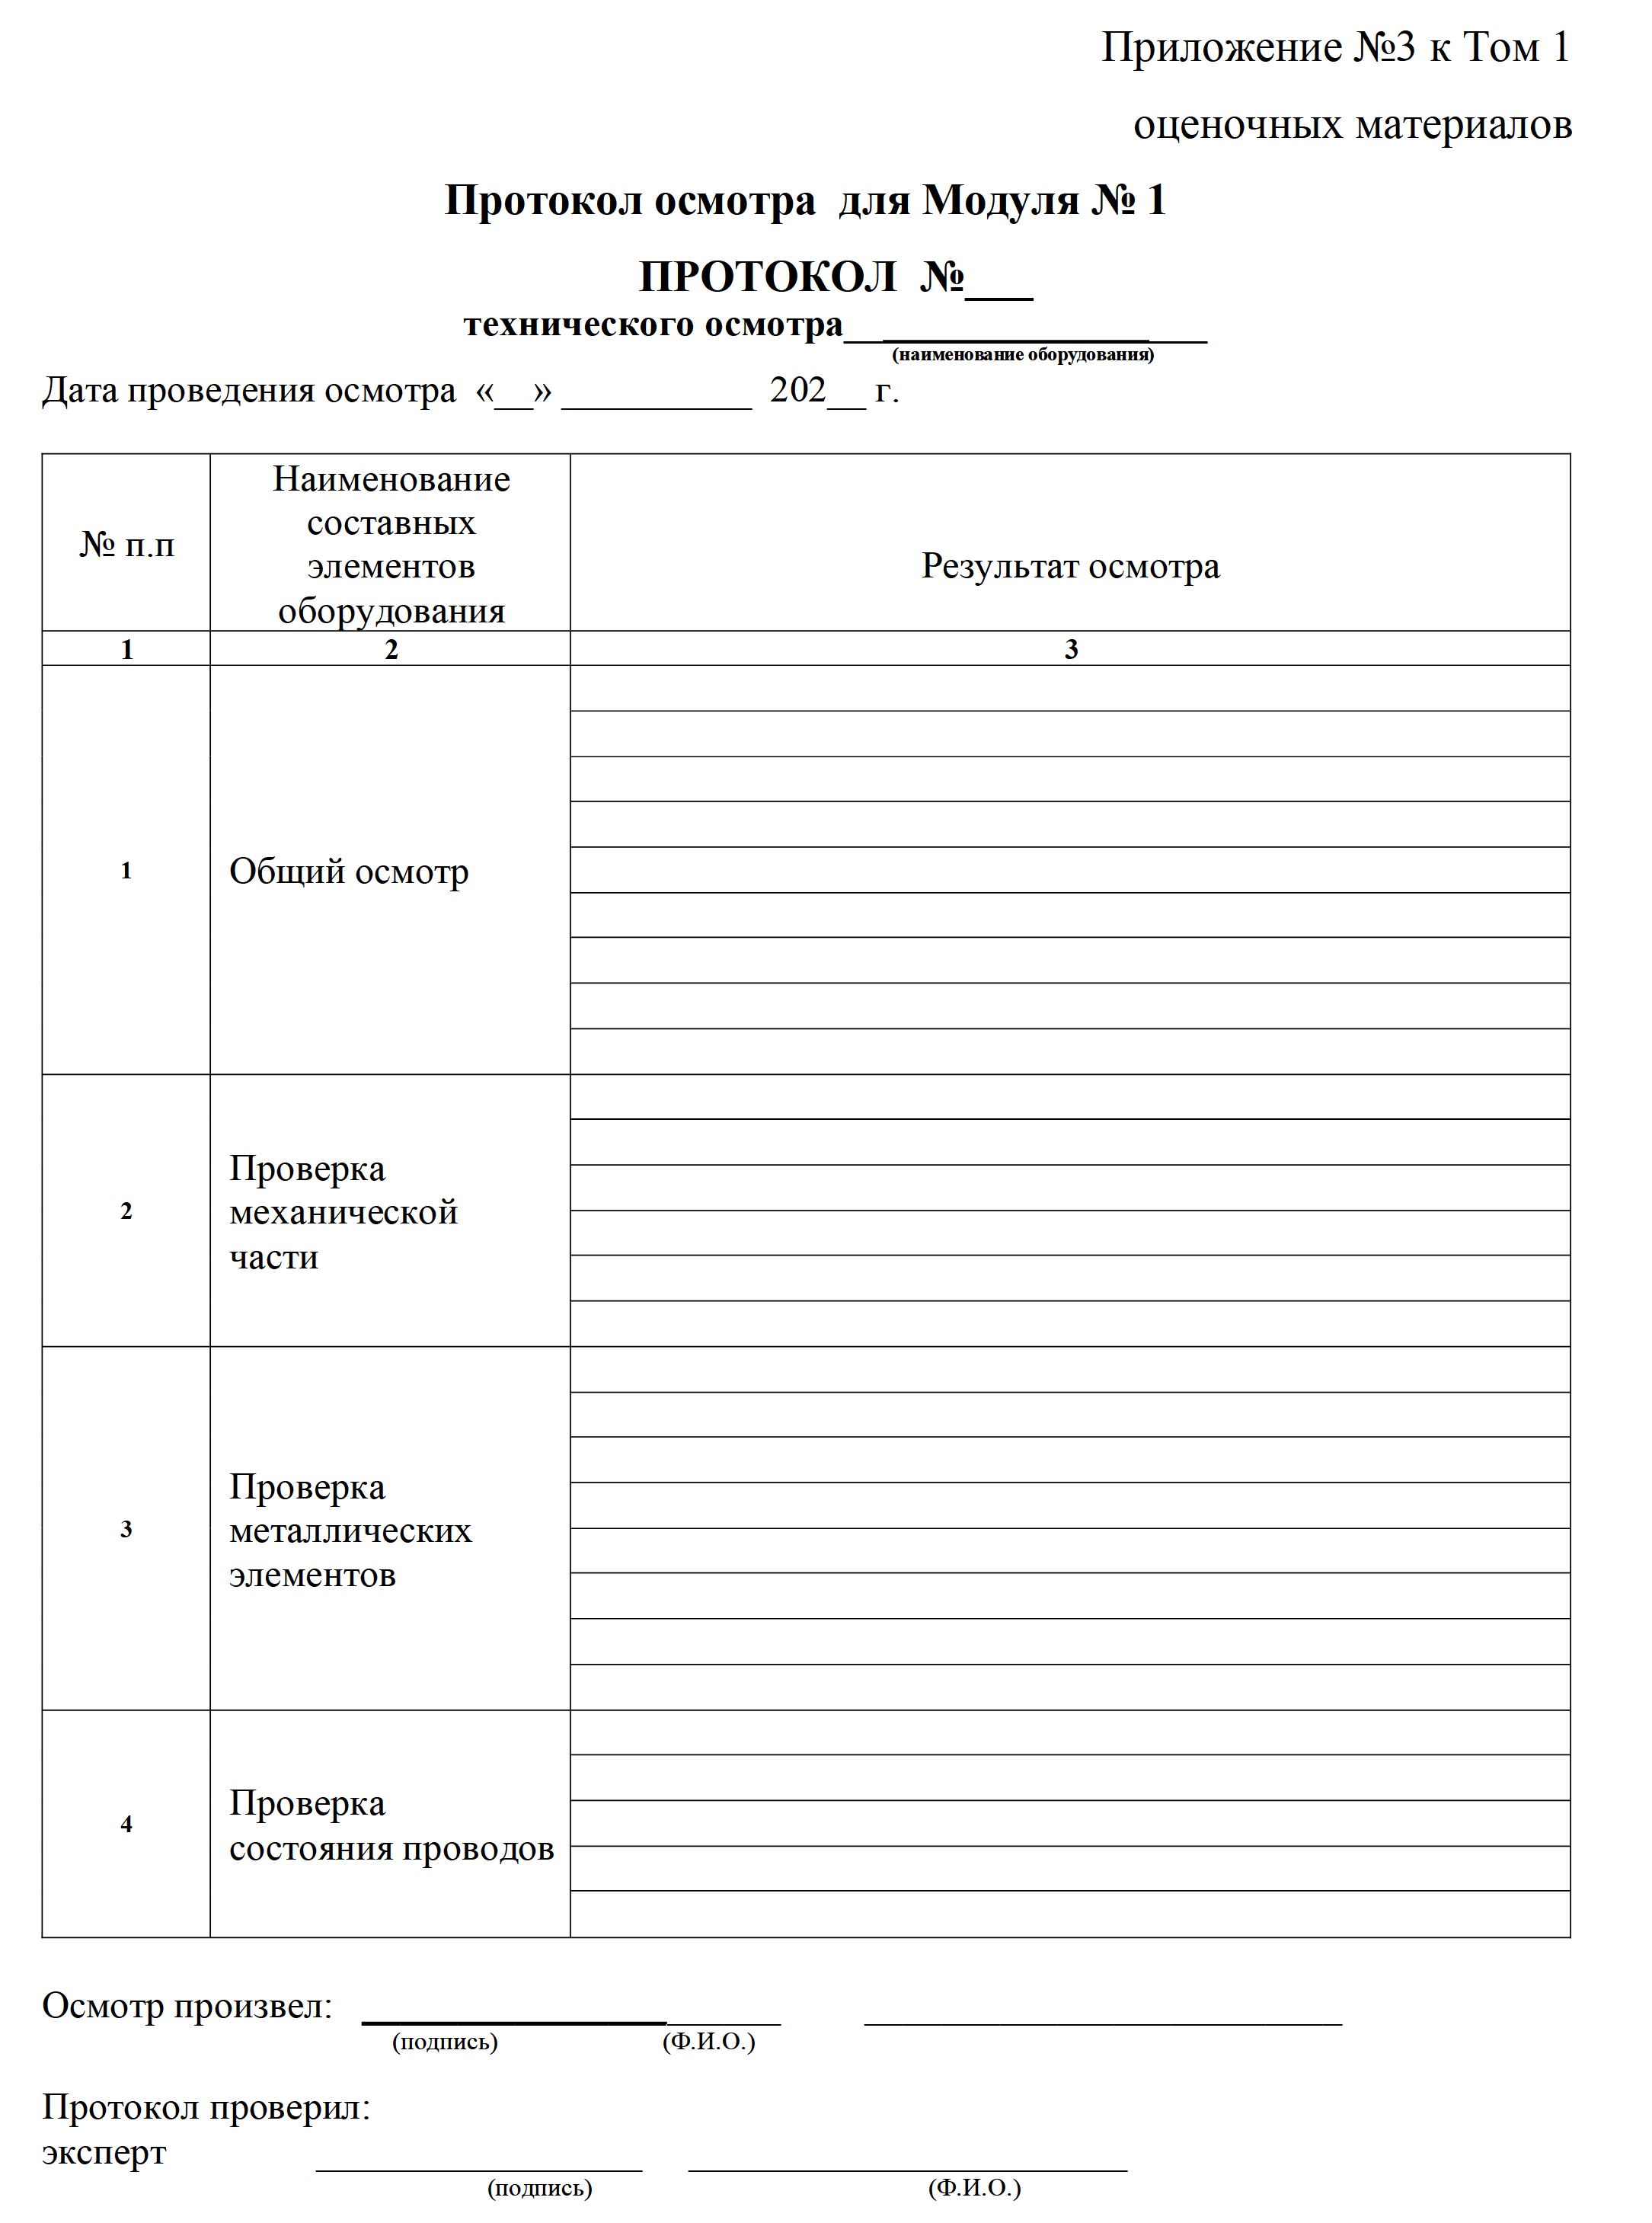 Приложение №3 к Том 1
оценочных материалов
Протокол осмотра для Модуля № 1
ПРОТОКОЛ №___
технического осмотра___________________
(наименование оборудования)
Дата проведения осмотра «__» __________ 202__ г.
№ п.п
Наименование
составных
элементов
оборудования
Результат осмотра
1 2 3
1 Общий осмотр
2
Проверка
механической
части
3
Проверка
металлических
элементов
4
Проверка
состояния проводов
Осмотр произвел: ______________________ _________________________
(подпись) (Ф.И.О.)
Протокол проверил:
эксперт _________________ _______________________
(подпись) (Ф.И.О.)